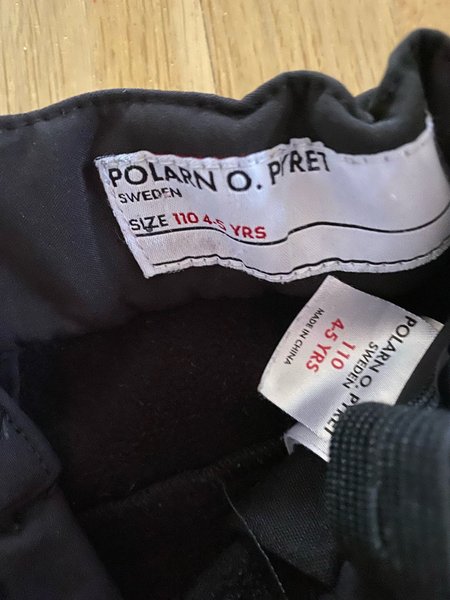 POLARN O. PYRET
SWEDEN
SIZE 110 4-5 YRS
POLARN O. PYRET
SWEDEN
110
4-5 YRS
MADE IN CHINA